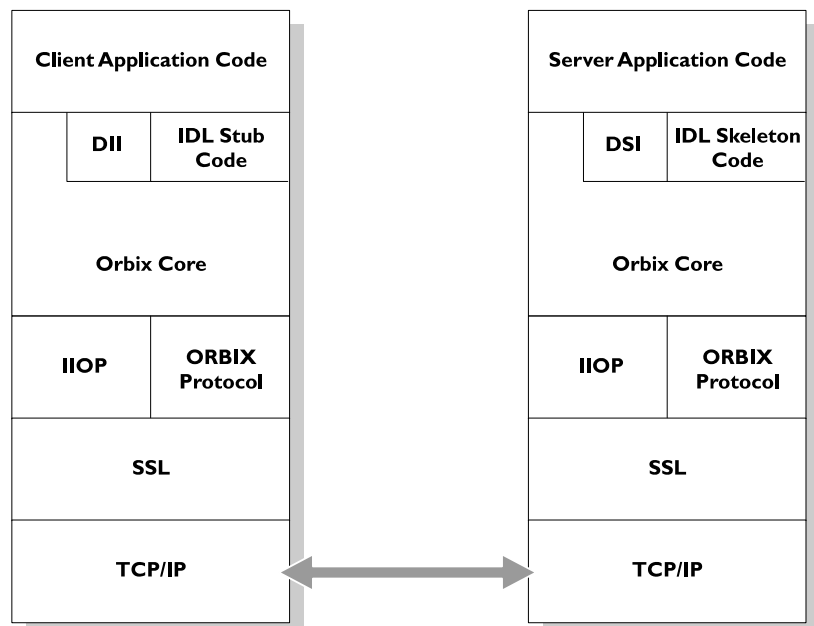 Client Application Code
DII
IDL Stub
Code
Orbix Core
IIOP
ORBIX
Protocol
SSL
TCP/IP
Server Application Code
DSI
IDL Skeleton
Code
Orbix Core
IIOP
ORBIX
Protocol
SSL
TCP/IP